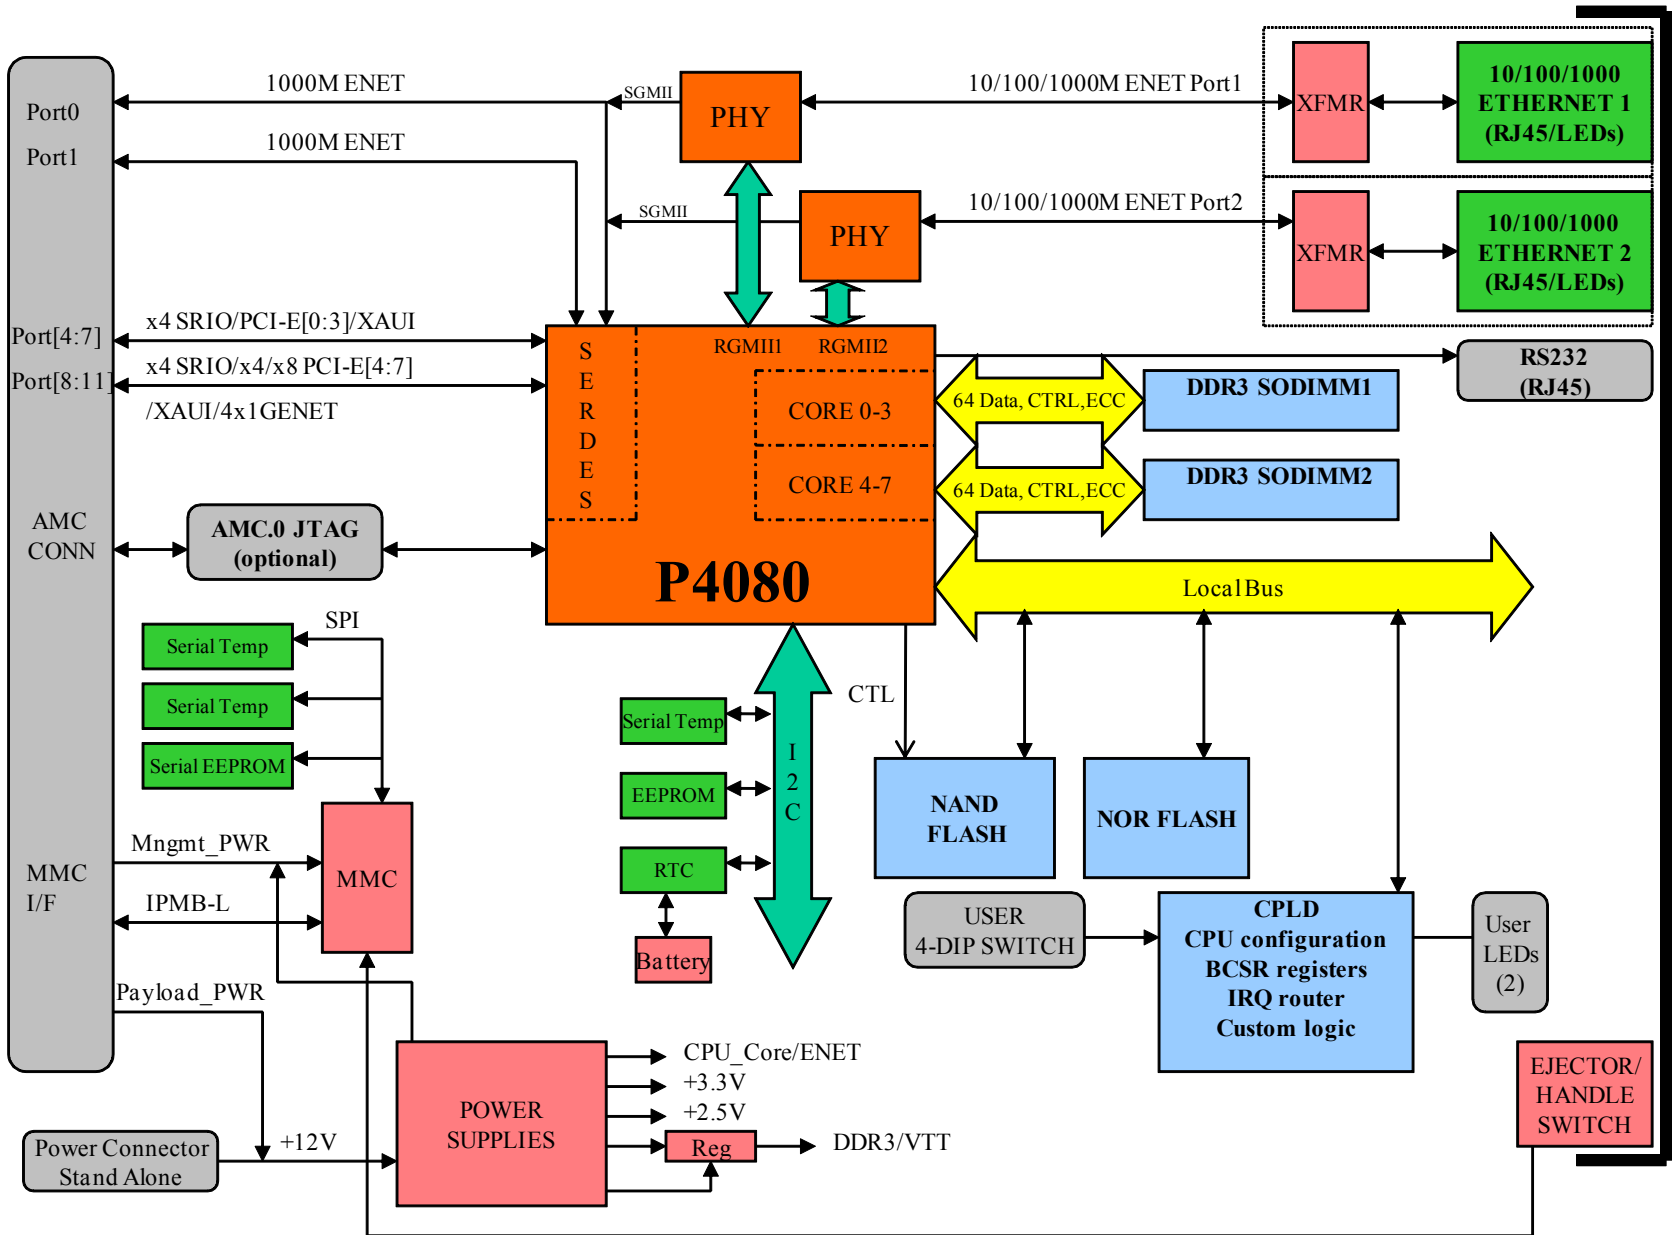 Port0
1000M ENET
SGMII
PHY
10/100/1000M ENET Port1
XFMR
10/100/1000
ETHERNET 1
(RJ45/LEDs)
Port1
1000M ENET
SGMII
PHY
10/100/1000M ENET Port2
XFMR
10/100/1000
ETHERNET 2
(RJ45/LEDs)
Port[4:7]
x4 SRIO/PCI-E[0:3]/XAUI
Port[8:11]
x4 SRIO/x4/x8 PCI-E[4:7]
/XAUI/4x1GENET
S
E
R
D
E
S
RGMII1
RGMII2
CORE 0-3
CORE 4-7
P4080
RS232
(RJ45)
64 Data, CTRL,ECC
DDR3 SODIMM1
64 Data, CTRL,ECC
DDR3 SODIMM2
Local Bus
AMC
CONN
AMC.0 JTAG
(optional)
SPI
Serial Temp
Serial Temp
Serial EEPROM
Serial Temp
EEPROM
RTC
Battery
I
2
C
CTL
NAND
FLASH
NOR FLASH
MMC
I/F
Mngmt_PWR
IPMB-L
MMC
USER
4-DIP SWITCH
CPLD
CPU configuration
BCSR registers
IRQ router
Custom logic
User
LEDs
(2)
Payload_PWR
Power Connector
Stand Alone
+12V
POWER
SUPPLIES
CPU_Core/ENET
+3.3V
+2.5V
Reg
DDR3/VTT
EJECTOR/
HANDLE
SWITCH